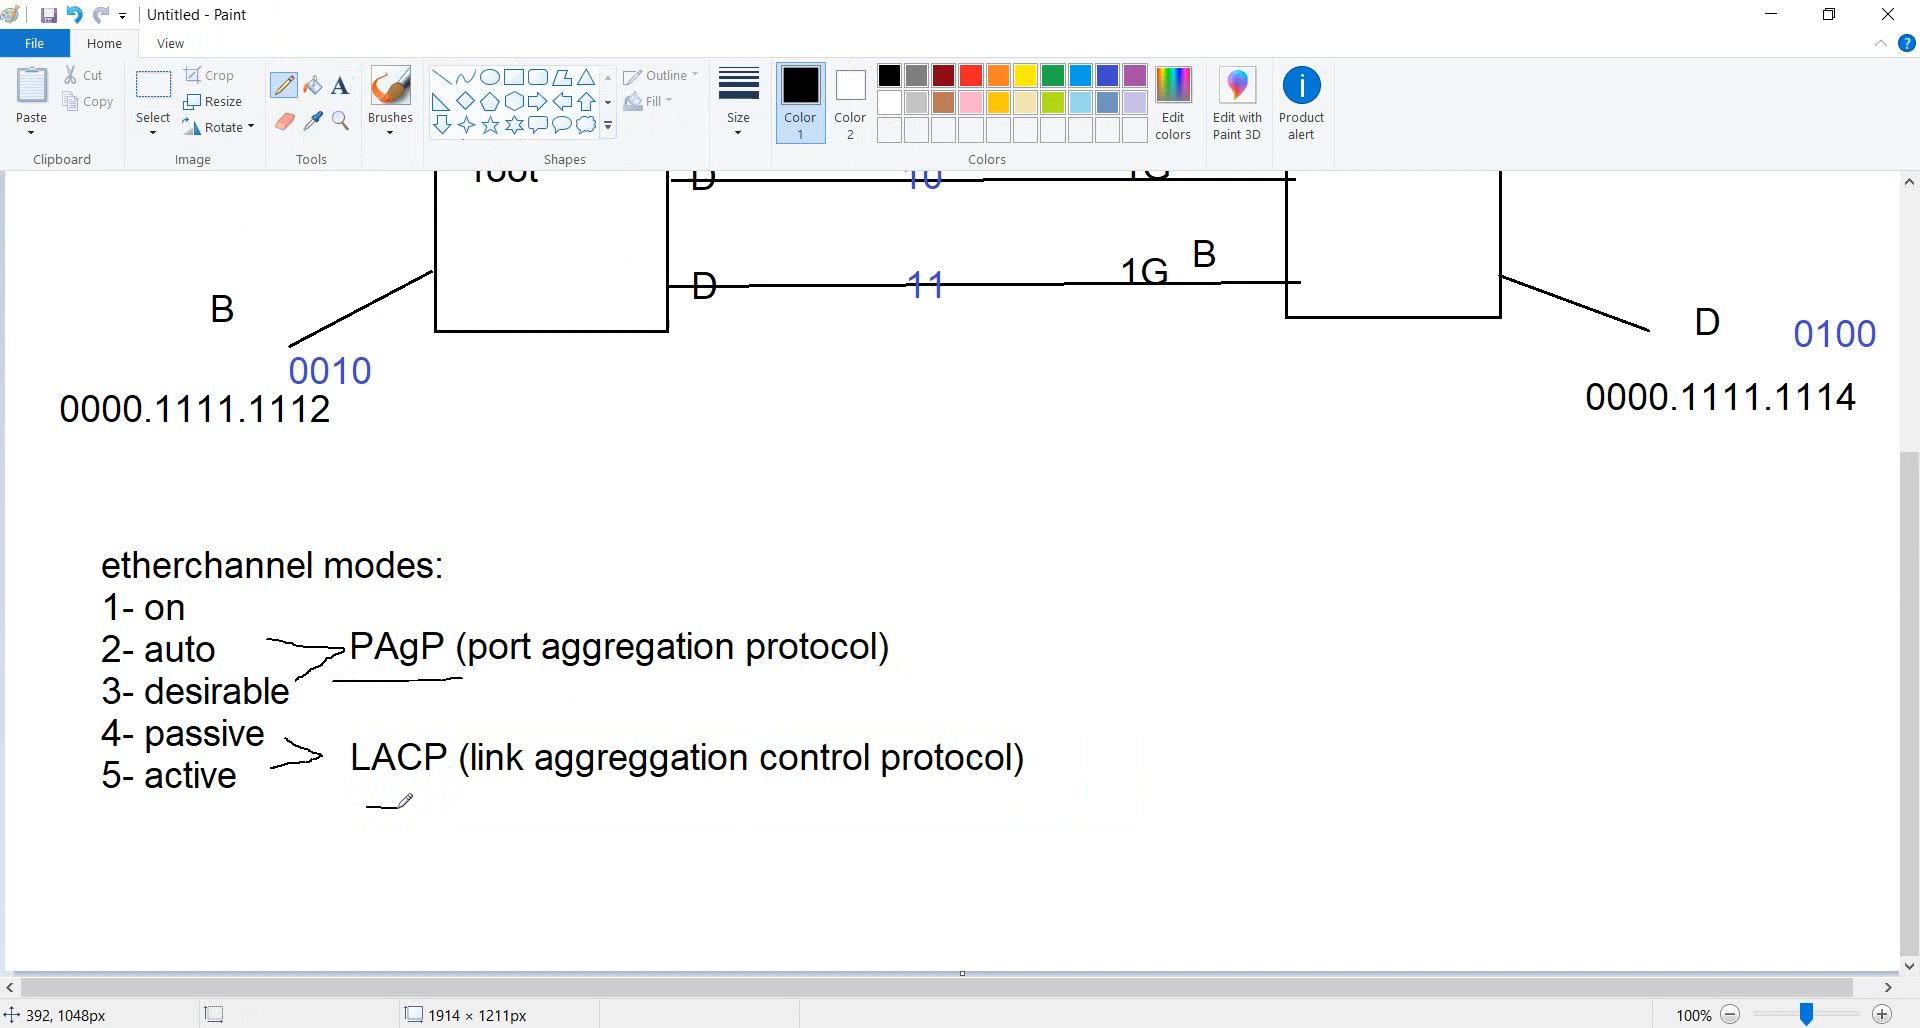 Untitled - Paint
File Home View
Paste
Cut
Copy
Clipboard
Select
Crop
Resize
Rotate
Image
Tools
Brushes
Shapes
Outline
Fill
Size
Color 1
Color 2
Colors
Edit colors
Edit with Paint 3D
Product alert
root
D 10 1G
D 11 1G B
B
0010
0000.1111.1112
D 0100
0000.1111.1114
etherchannel modes:
1- on
2- auto
3- desirable
4- passive
5- active
PAgP (port aggregation protocol)
LACP (link aggreggation control protocol)
392, 1048px
1914 × 1211px
100%